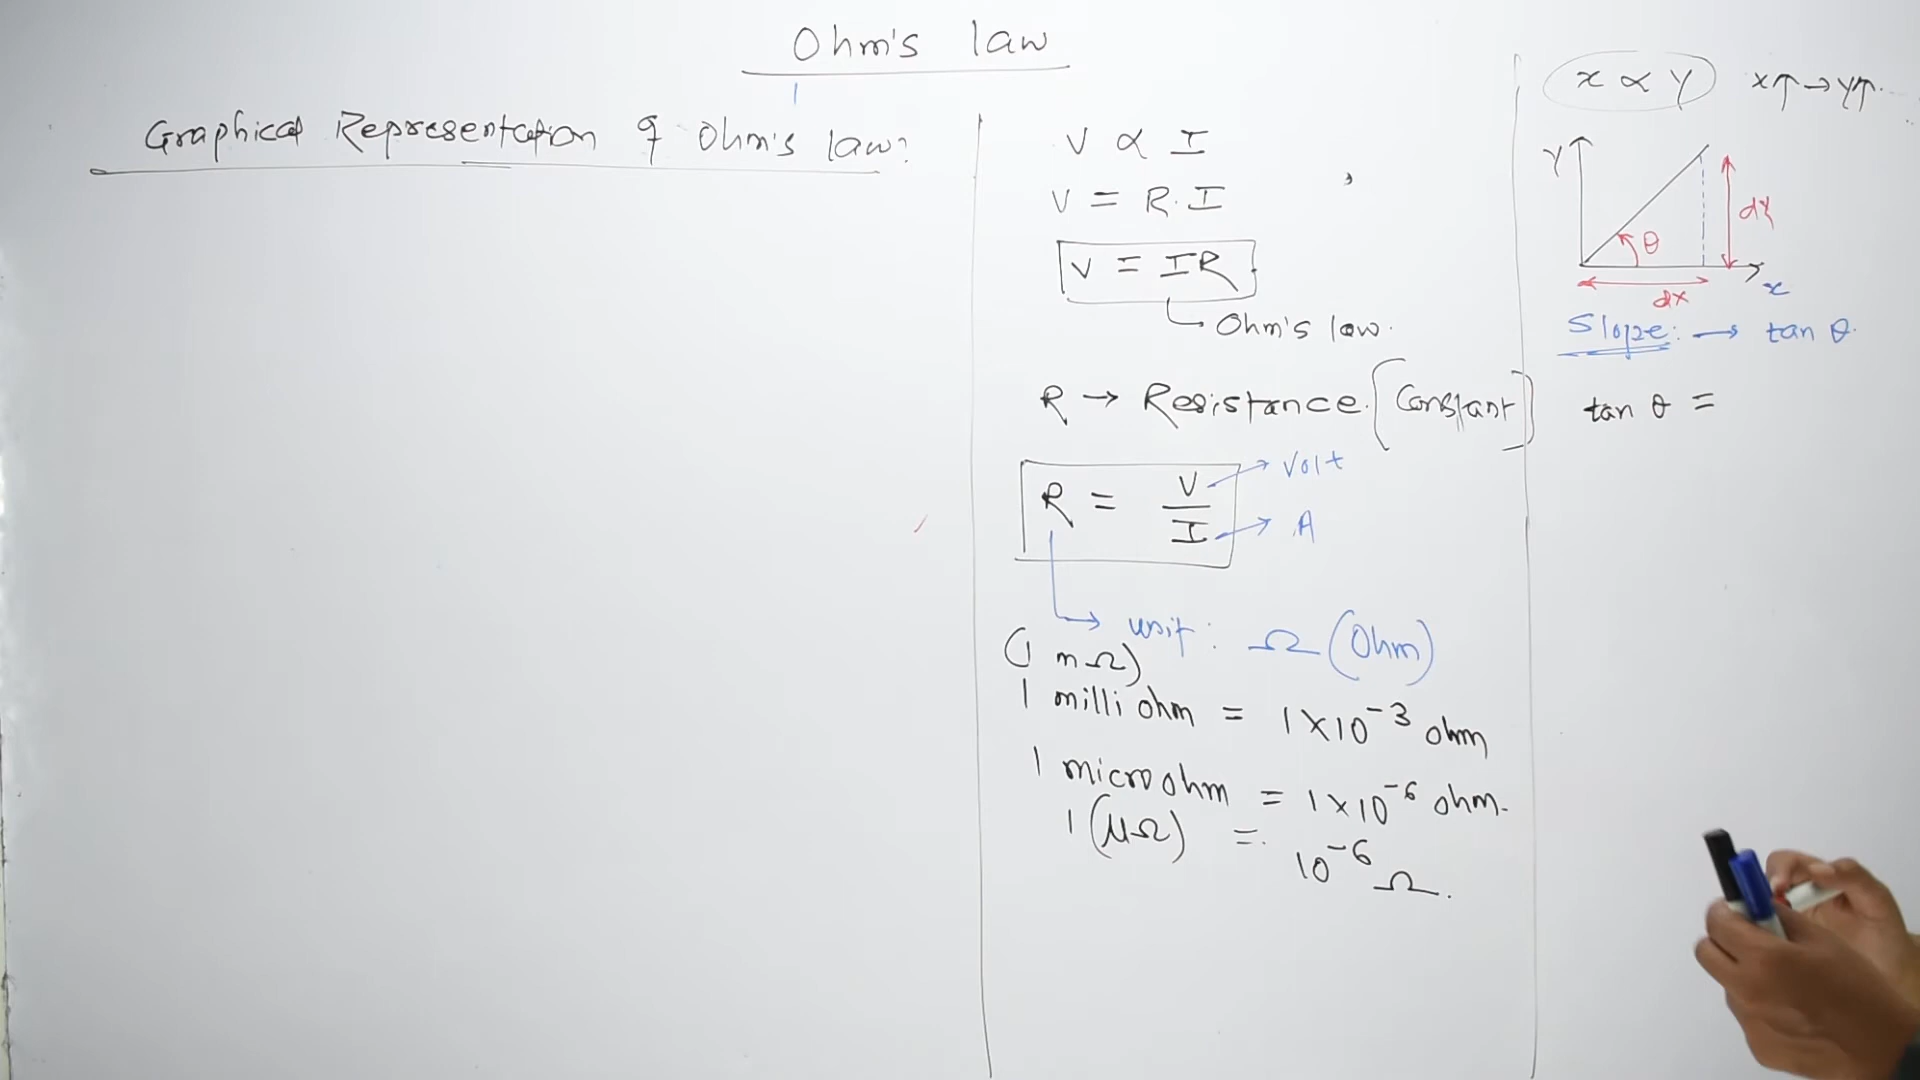 Ohm's law
Graphical Representation of Ohm's law:
V ∝ I
V = R.I
V = IR
Ohm's law.
R → Resistance. [Constant]
R = V/I
→ Volt
→ A
→ unit: Ω (Ohm)
(1 mΩ)
1 milli ohm = 1×10⁻³ ohm
1 micro ohm = 1×10⁻⁶ ohm.
1 (μΩ) = 10⁻⁶ Ω.
x ∝ Y x↑→Y↑.
Y
dY
θ
dx
x
Slope: → tan θ.
tan θ =